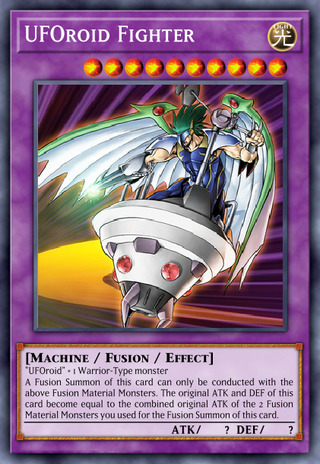 UFOroid Fighter
LIGHT
光
[Machine / Fusion / Effect]
"UFOroid" + 1 Warrior-Type monster
A Fusion Summon of this card can only be conducted with the
above Fusion Material Monsters. The original ATK and DEF of this
card become equal to the combined original ATK of the 2 Fusion
Material Monsters you used for the Fusion Summon of this card.
ATK/ ? DEF/ ?